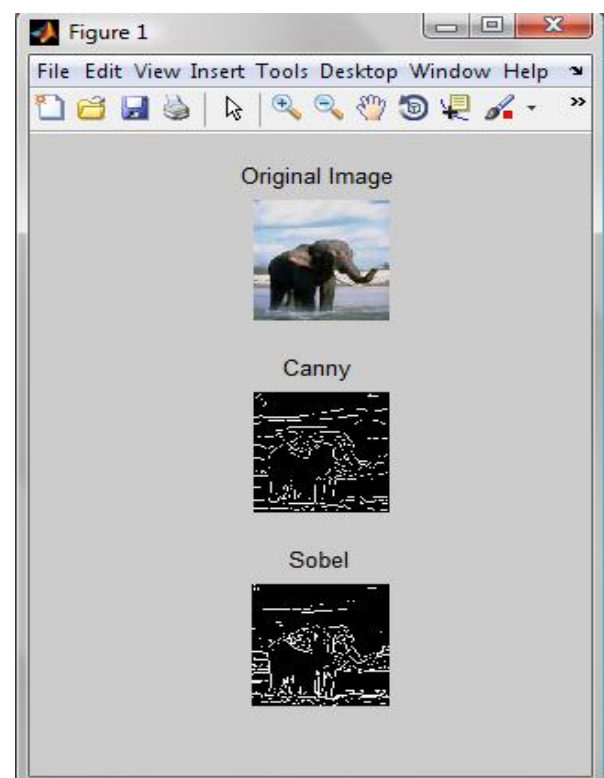 Figure 1
File Edit View Insert Tools Desktop Window Help
Original Image
Canny
Sobel